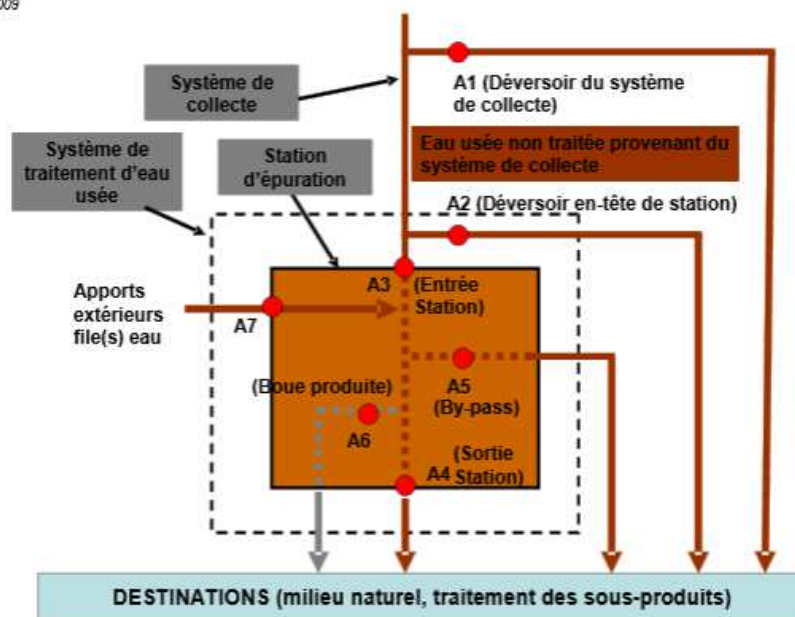 Système de
collecte
A1 (Déversoir du système
de collecte)
Système de
traitement d'eau
usée
Station
d'épuration
Eau usée non traitée provenant du
système de collecte
A2 (Déversoir en-tête de station)
Apports
extérieurs
file(s) eau
A7
A3 (Entrée
Station)
(Boue produite)
A6
A5
(By-pass)
A4 (Sortie
Station)
DESTINATIONS (milieu naturel, traitement des sous-produits)